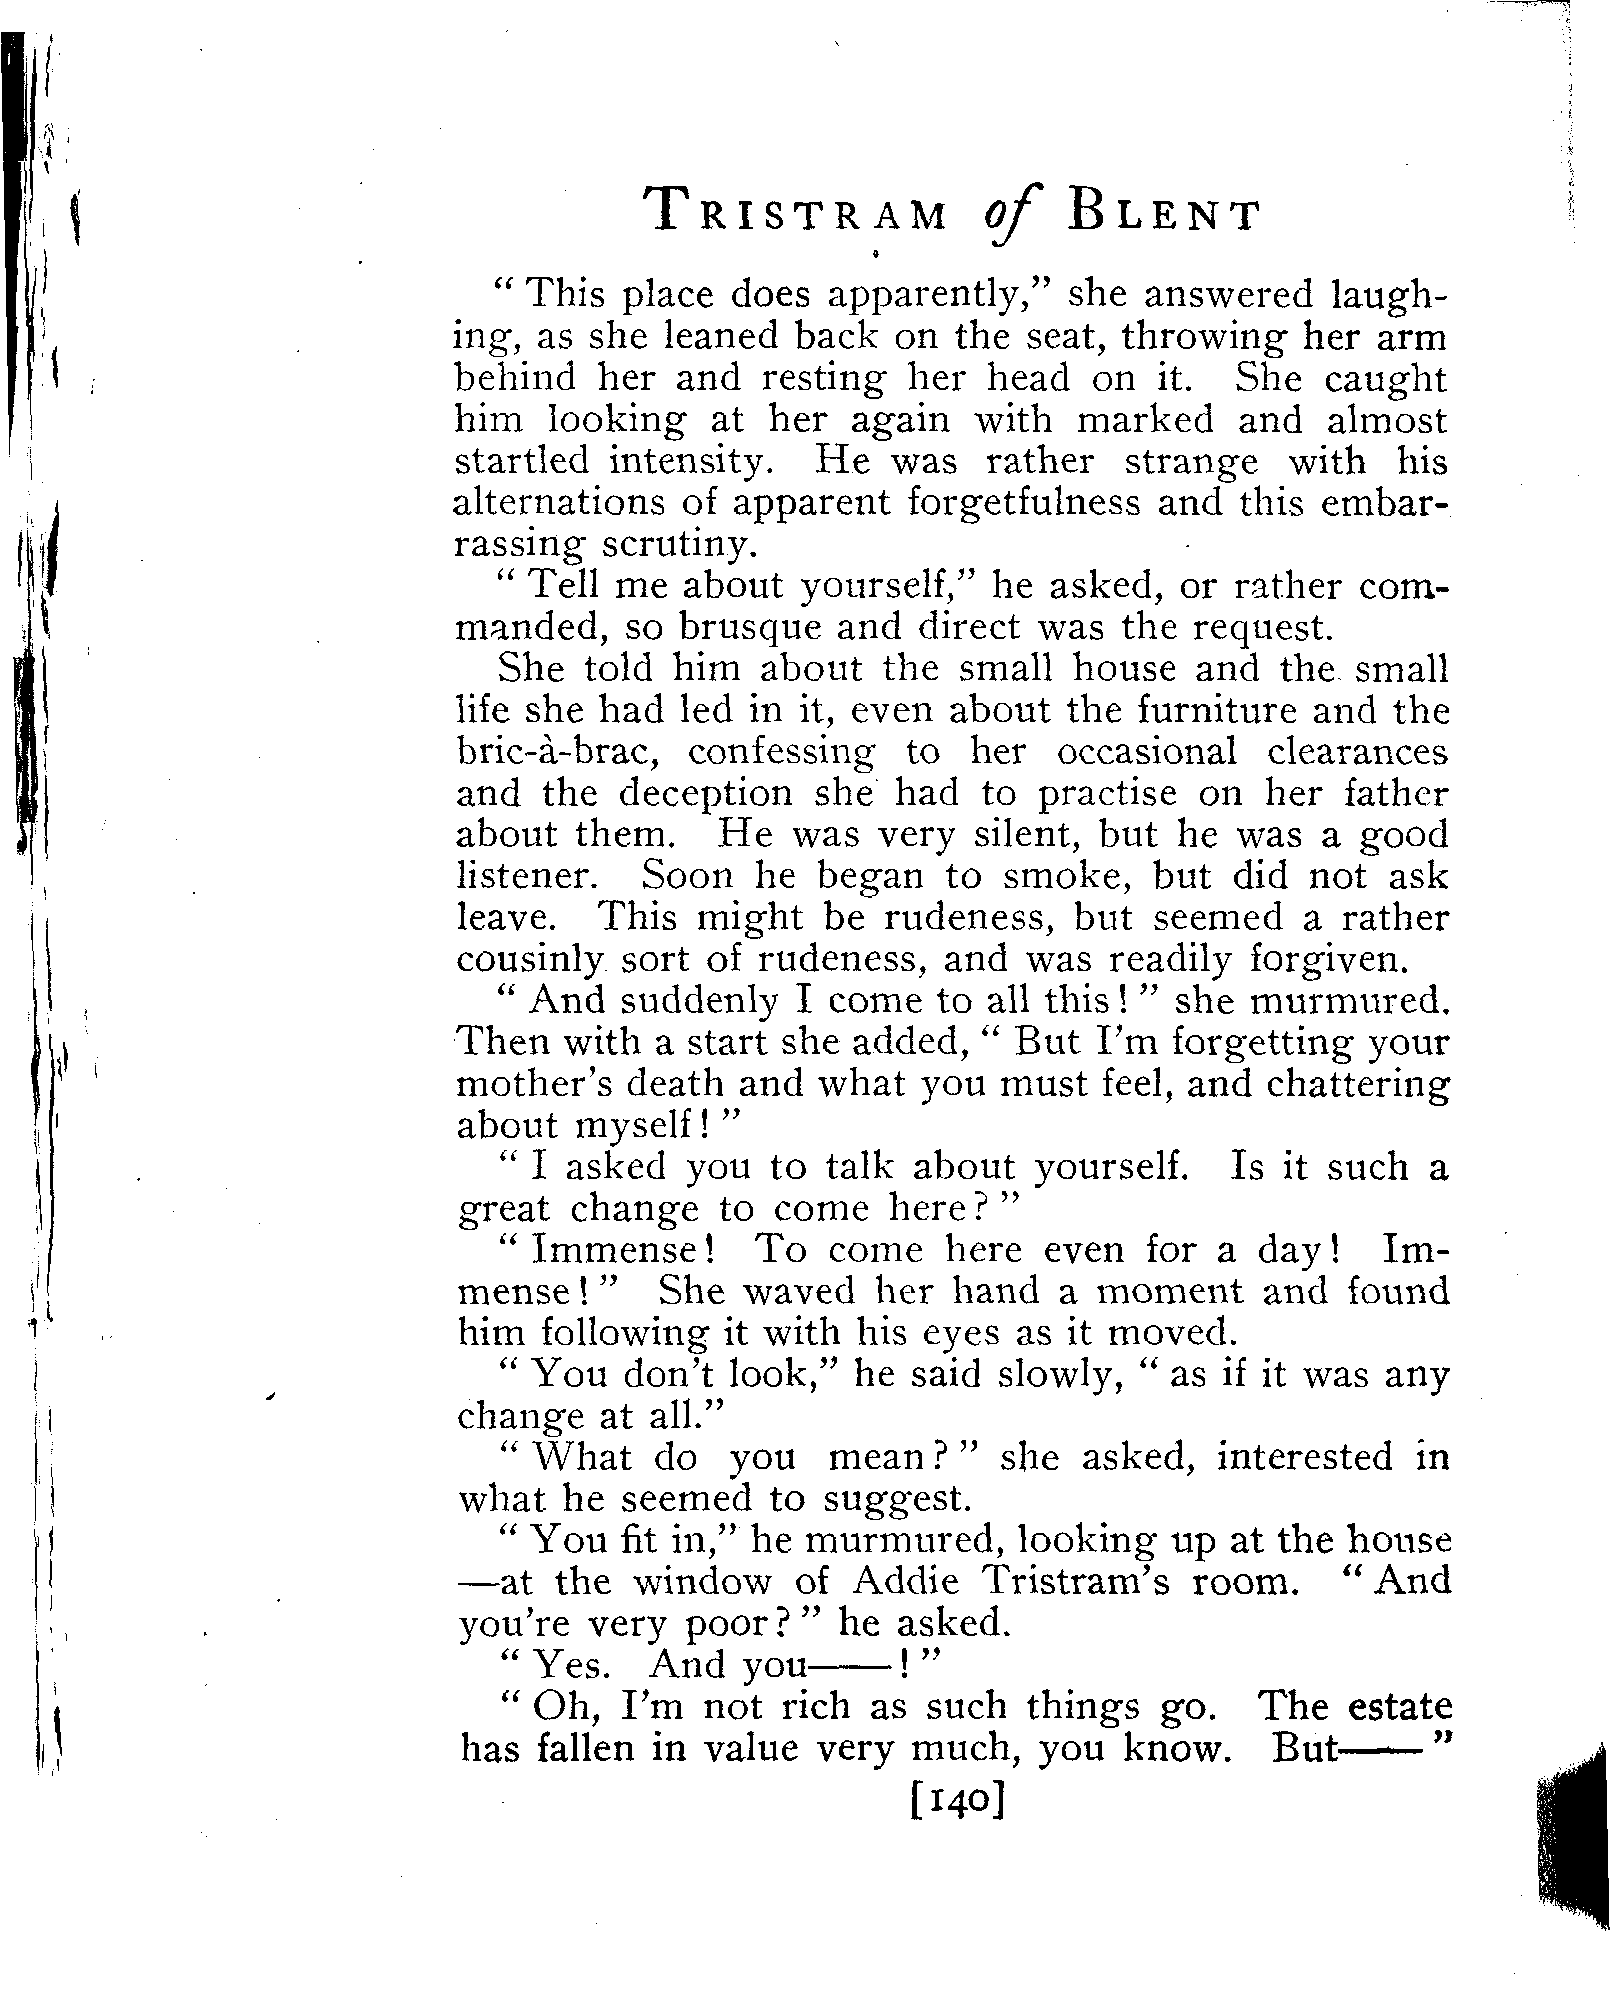 TRISTRAM of BLENT
“ This place does apparently,” she answered laugh-
ing, as she leaned back on the seat, throwing her arm
behind her and resting her head on it. She caught
him looking at her again with marked and almost
startled intensity. He was rather strange with his
alternations of apparent forgetfulness and this embar-
rassing scrutiny.
“ Tell me about yourself,” he asked, or rather com-
manded, so brusque and direct was the request.
She told him about the small house and the small
life she had led in it, even about the furniture and the
bric-à-brac, confessing to her occasional clearances
and the deception she had to practise on her father
about them. He was very silent, but he was a good
listener. Soon he began to smoke, but did not ask
leave. This might be rudeness, but seemed a rather
cousinly sort of rudeness, and was readily forgiven.
“ And suddenly I come to all this! ” she murmured.
Then with a start she added, “ But I'm forgetting your
mother's death and what you must feel, and chattering
about myself! ”
“ I asked you to talk about yourself. Is it such a
great change to come here? ”
“ Immense! To come here even for a day! Im-
mense! ” She waved her hand a moment and found
him following it with his eyes as it moved.
“ You don't look,” he said slowly, “ as if it was any
change at all.”
“ What do you mean? ” she asked, interested in
what he seemed to suggest.
“ You fit in,” he murmured, looking up at the house
—at the window of Addie Tristram's room. “ And
you're very poor? ” he asked.
“ Yes. And you——! ”
“ Oh, I'm not rich as such things go. The estate
has fallen in value very much, you know. But—— ”
[140]